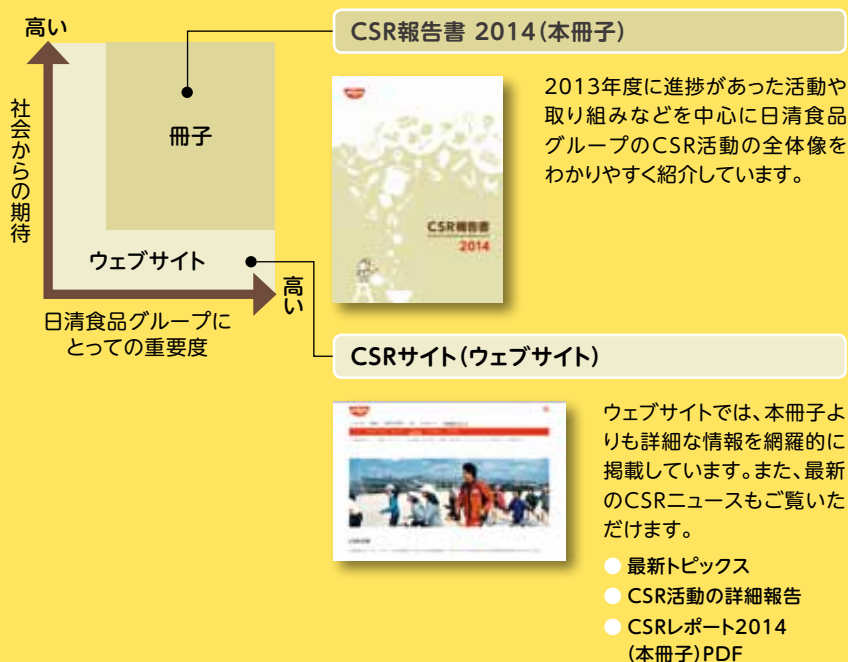 高い
社会からの期待
冊子
ウェブサイト
高い
日清食品グループに
とっての重要度
CSR報告書 2014（本冊子）
CSR報告書
2014
2013年度に進捗があった活動や
取り組みなどを中心に日清食品
グループのCSR活動の全体像を
わかりやすく紹介しています。
CSRサイト（ウェブサイト）
ウェブサイトでは、本冊子よ
りも詳細な情報を網羅的に
掲載しています。また、最新
のCSRニュースもご覧いた
だけます。
● 最新トピックス
● CSR活動の詳細報告
● CSRレポート2014
（本冊子）PDF